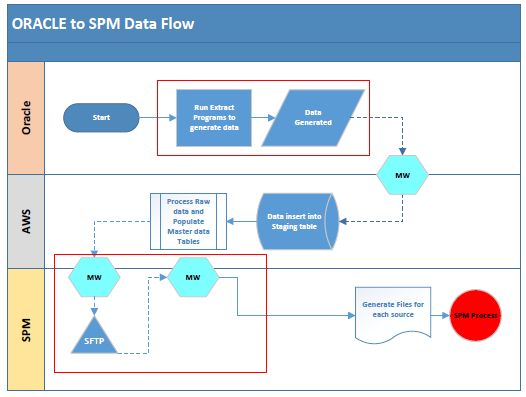 ORACLE to SPM Data Flow
Oracle
Start
Run Extract
Programs to
generate data
Data
Generated
MW
AWS
Process Raw
data and
Populate
Master data
Tables
Data insert into
Staging table
SPM
MW
MW
SFTP
Generate Files for
each source
SPM Process